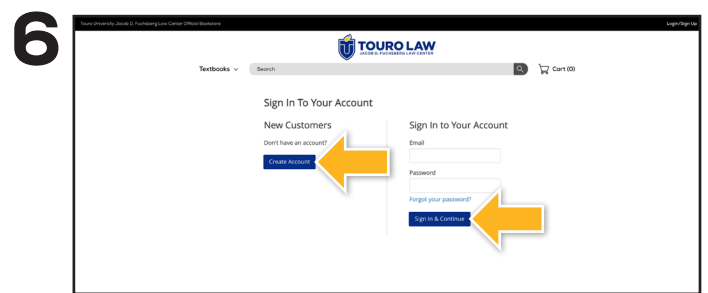 6
Touro University Jacob D. Fuchsberg Law Center Official Bookstore
Login/Sign Up
TOURO LAW
JACOB D. FUCHSBERG LAW CENTER
Textbooks
Search
Cart (0)
Sign In To Your Account
New Customers
Don't have an account?
Create Account
Sign In to Your Account
Email
Password
Forgot your password?
Sign In & Continue